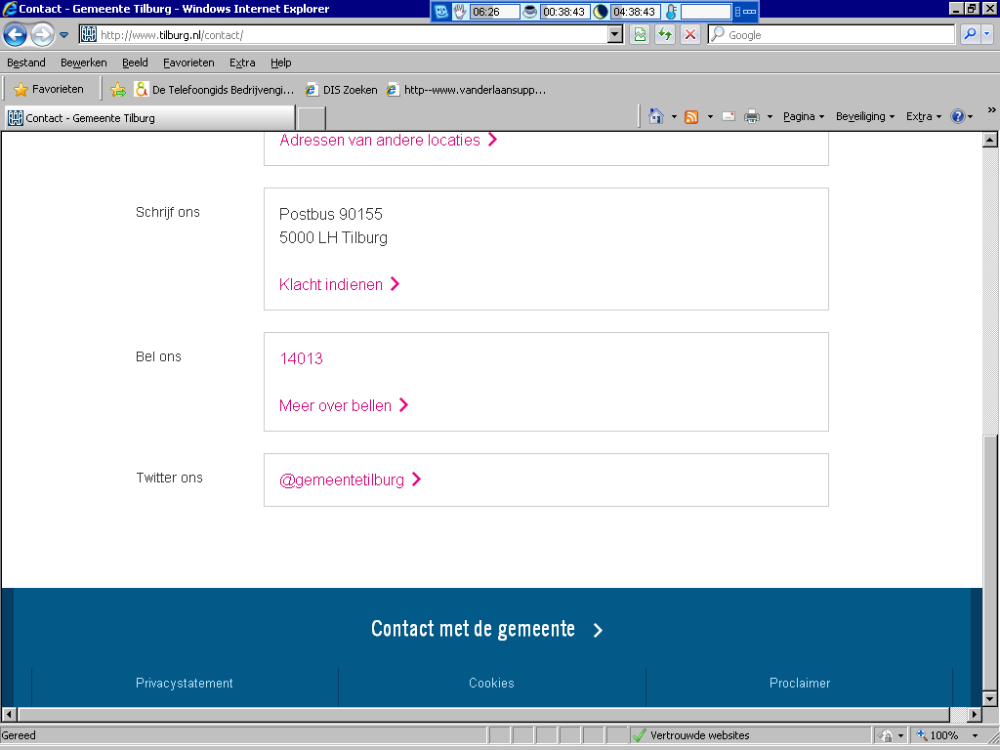 Contact - Gemeente Tilburg - Windows Internet Explorer
06:26
00:38:43
04:38:43
http://www.tilburg.nl/contact/
Google
Bestand Bewerken Beeld Favorieten Extra Help
Favorieten
De Telefoongids Bedrijvengi...
DIS Zoeken
http--www.vanderlaansupp...
Contact - Gemeente Tilburg
Pagina
Beveiliging
Extra
Adressen van andere locaties
Schrijf ons
Postbus 90155
5000 LH Tilburg
Klacht indienen
Bel ons
14013
Meer over bellen
Twitter ons
@gemeentetilburg
Contact met de gemeente
Privacystatement
Cookies
Proclaimer
Gereed
Vertrouwde websites
100%